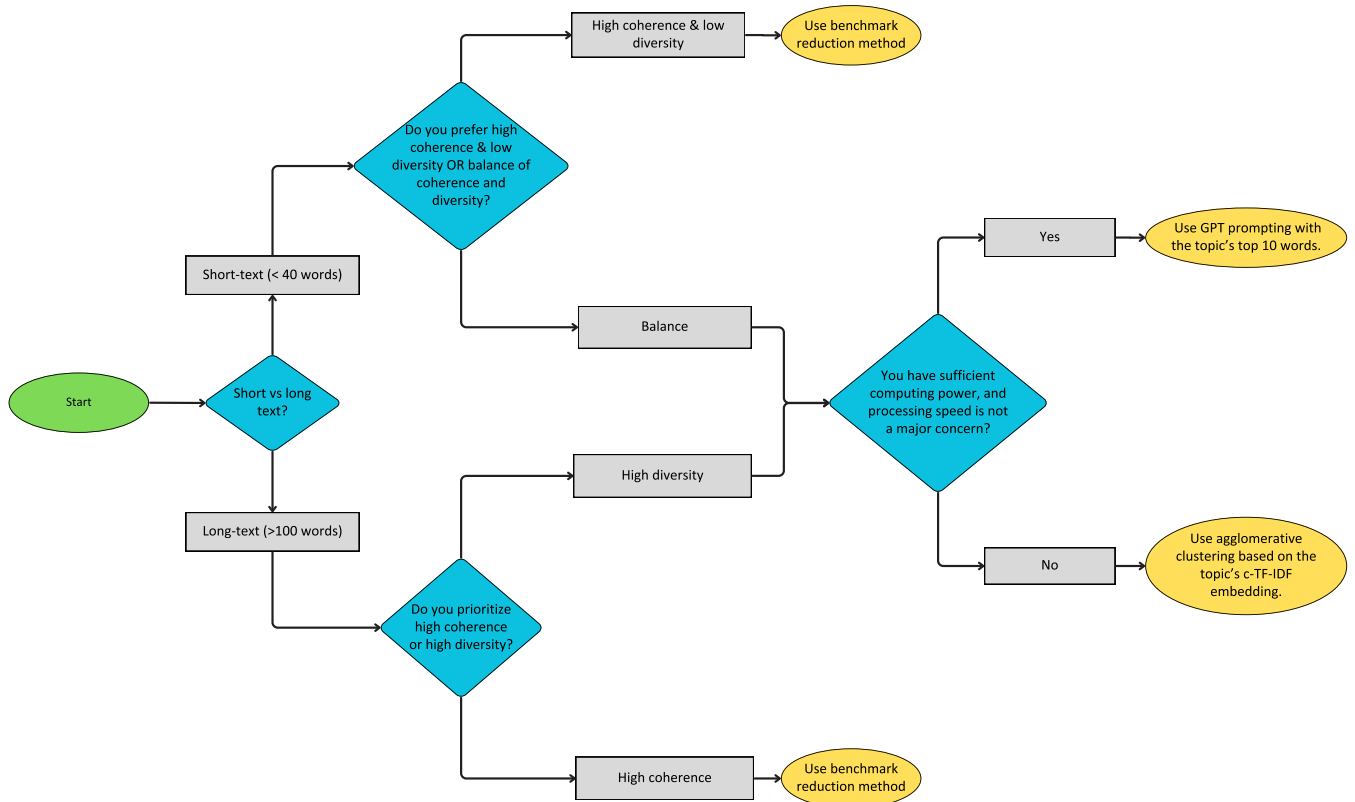 Start
Short vs long
text?
Short-text (< 40 words)
Long-text (>100 words)
Do you prefer high
coherence & low
diversity OR balance of
coherence and
diversity?
High coherence & low
diversity
Use benchmark
reduction method
Balance
Do you prioritize
high coherence
or high diversity?
High diversity
High coherence
Use benchmark
reduction method
You have sufficient
computing power, and
processing speed is not
a major concern?
Yes
Use GPT prompting with
the topic’s top 10 words.
No
Use agglomerative
clustering based on the
topic’s c-TF-IDF
embedding.